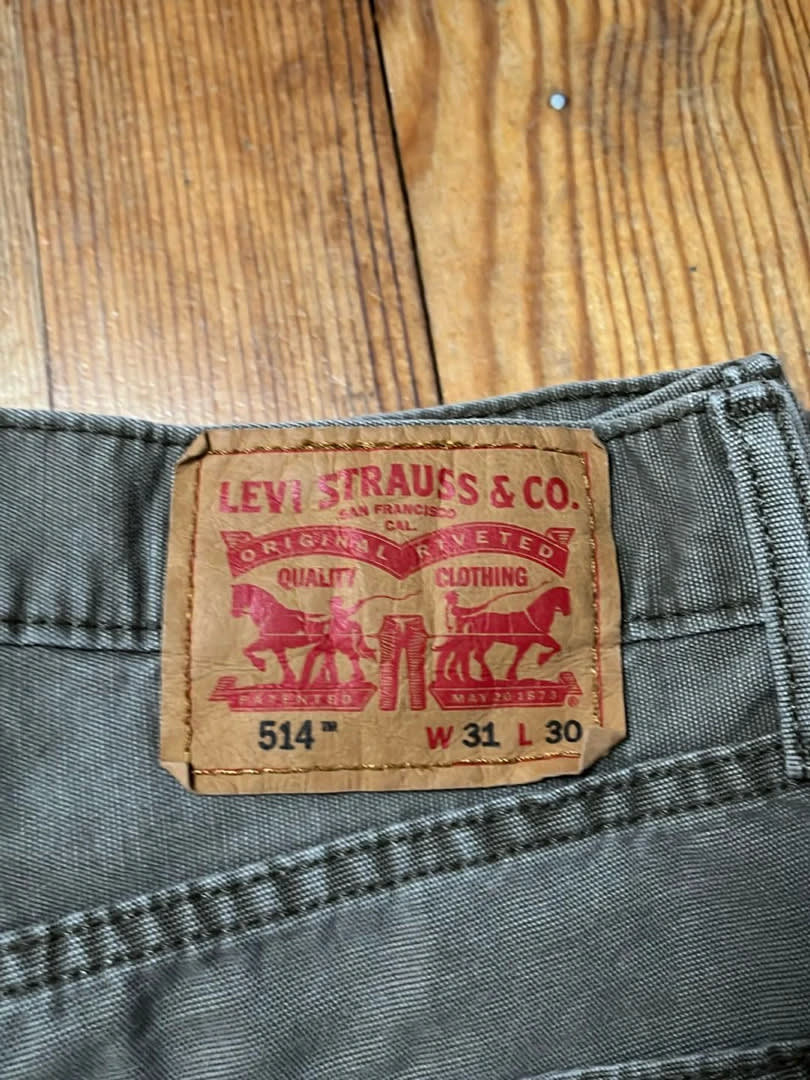 LEVI STRAUSS & CO.
SAN FRANCISCO
CAL.
ORIGINAL RIVETED
QUALITY CLOTHING
PATENTED MAY 20 1873 ®
514™ W 31 L 30